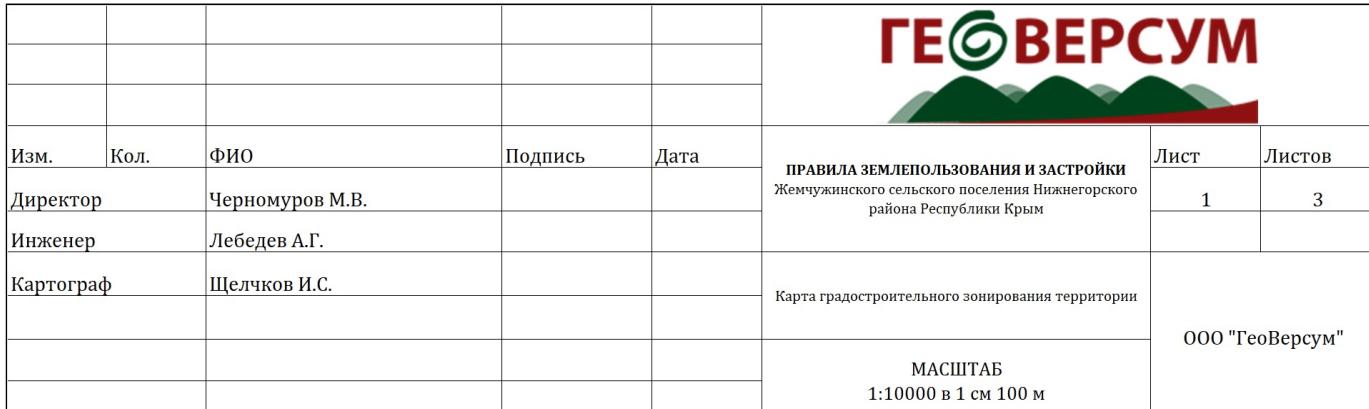 ГЕОВЕРСУМ
Изм. Кол. ФИО Подпись Дата
Директор Черномуров М.В.
Инженер Лебедев А.Г.
Картограф Щелчков И.С.
ПРАВИЛА ЗЕМЛЕПОЛЬЗОВАНИЯ И ЗАСТРОЙКИ
Жемчужинского сельского поселения Нижнегорского
района Республики Крым
Лист Листов
1 3
Карта градостроительного зонирования территории
МАСШТАБ
1:10000 в 1 см 100 м
ООО "ГеоВерсум"